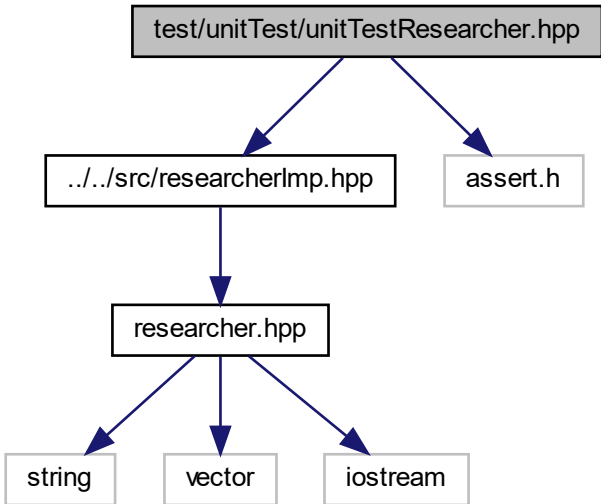 test/unitTest/unitTestResearcher.hpp
../../src/researcherImp.hpp
assert.h
researcher.hpp
string
vector
iostream